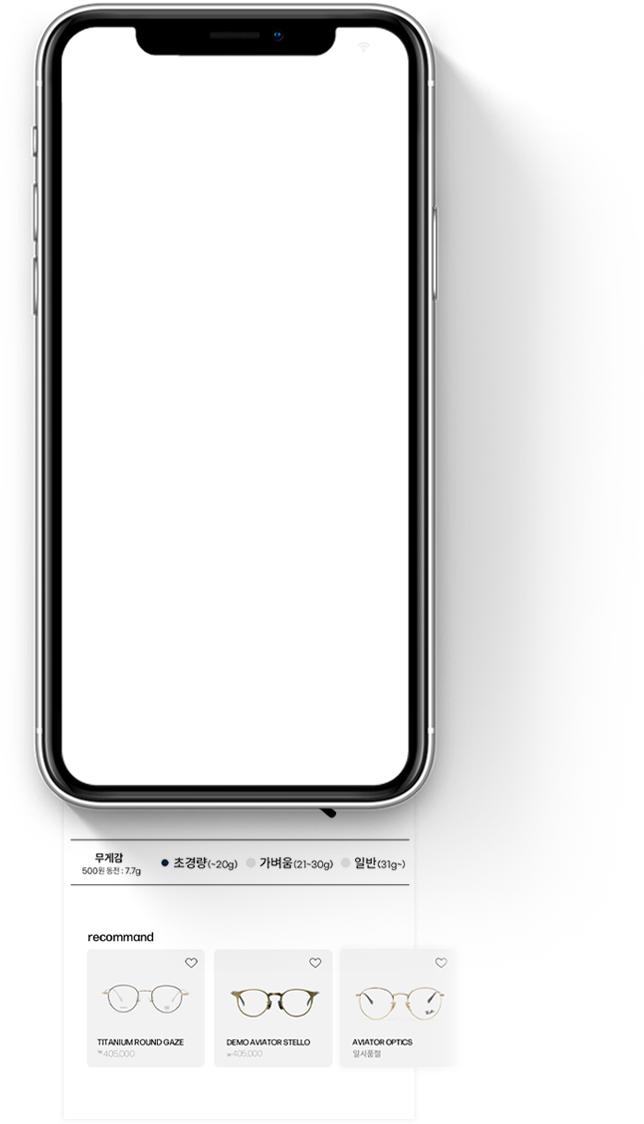 무게감
500원 동전 : 7.7g
초경량(~20g) 가벼움(21~30g) 일반(31g~)
recommand
TITANIUM ROUND GAZE
₩405,000
DEMO AVIATOR STELLO
₩405,000
AVIATOR OPTICS
일시품절